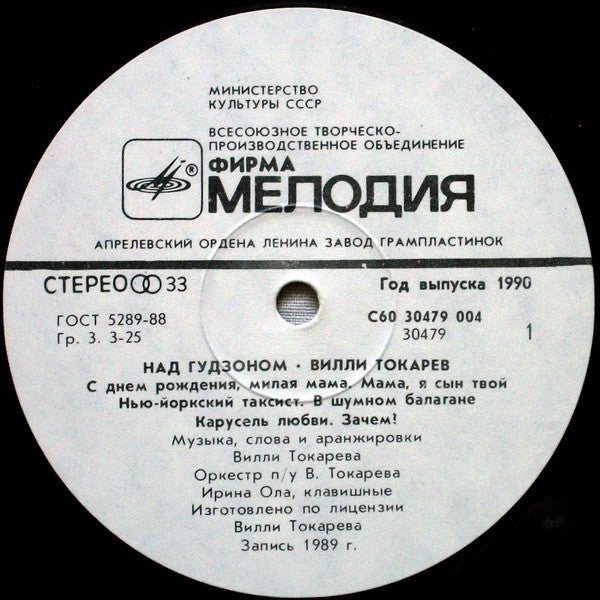 МИНИСТЕРСТВО
КУЛЬТУРЫ СССР
ВСЕСОЮЗНОЕ ТВОРЧЕСКО-
ПРОИЗВОДСТВЕННОЕ ОБЪЕДИНЕНИЕ
ФИРМА
® МЕЛОДИЯ
АПРЕЛЕВСКИЙ ОРДЕНА ЛЕНИНА ЗАВОД ГРАМПЛАСТИНОК
СТЕРЕО 33
Год выпуска 1990
ГОСТ 5289-88
С60 30479 004
Гр. 3. 3-25
30479
1
НАД ГУДЗОНОМ · ВИЛЛИ ТОКАРЕВ
С днем рождения, милая мама. Мама, я сын твой
Нью-йоркский таксист. В шумном балагане
Карусель любви. Зачем!
Музыка, слова и аранжировки
Вилли Токарева
Оркестр п/у В. Токарева
Ирина Ола, клавишные
Изготовлено по лицензии
Вилли Токарева
Запись 1989 г.